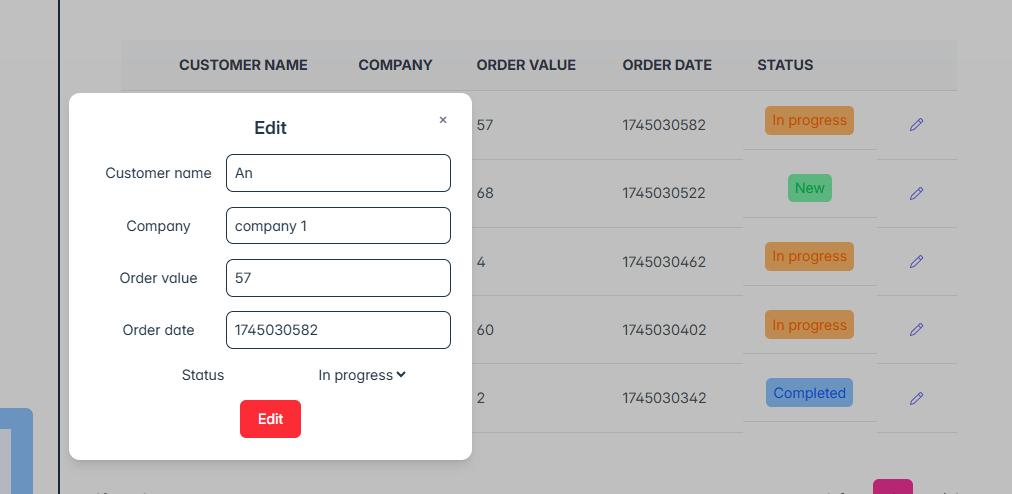 CUSTOMER NAME COMPANY ORDER VALUE ORDER DATE STATUS
Edit ×
Customer name An
Company company 1
Order value 57
Order date 1745030582
Status In progress
Edit
57 1745030582 In progress
68 1745030522 New
4 1745030462 In progress
60 1745030402 In progress
2 1745030342 Completed